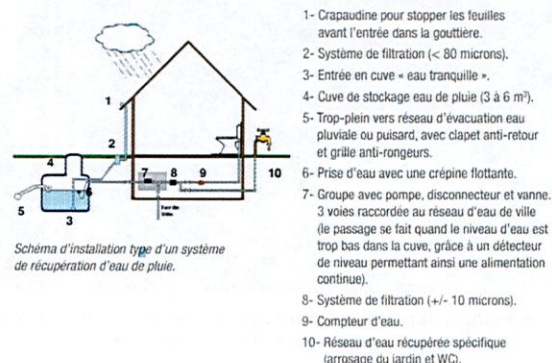 1
2
4
7
8
9
10
5
3
6
Eau de
Ville
Schéma d'installation type d'un système
de récupération d'eau de pluie.
1- Crapaudine pour stopper les feuilles
avant l'entrée dans la gouttière.
2- Système de filtration (< 80 microns).
3- Entrée en cuve « eau tranquille ».
4- Cuve de stockage eau de pluie (3 à 6 m³).
5- Trop-plein vers réseau d'évacuation eau
pluviale ou puisard, avec clapet anti-retour
et grille anti-rongeurs.
6- Prise d'eau avec une crépine flottante.
7- Groupe avec pompe, disconnecteur et vanne.
3 voies raccordée au réseau d'eau de ville
(le passage se fait quand le niveau d'eau est
trop bas dans la cuve, grâce à un détecteur
de niveau permettant ainsi une alimentation
continue).
8- Système de filtration (+/- 10 microns).
9- Compteur d'eau.
10- Réseau d'eau récupérée spécifique
(arrosage du jardin et WC).